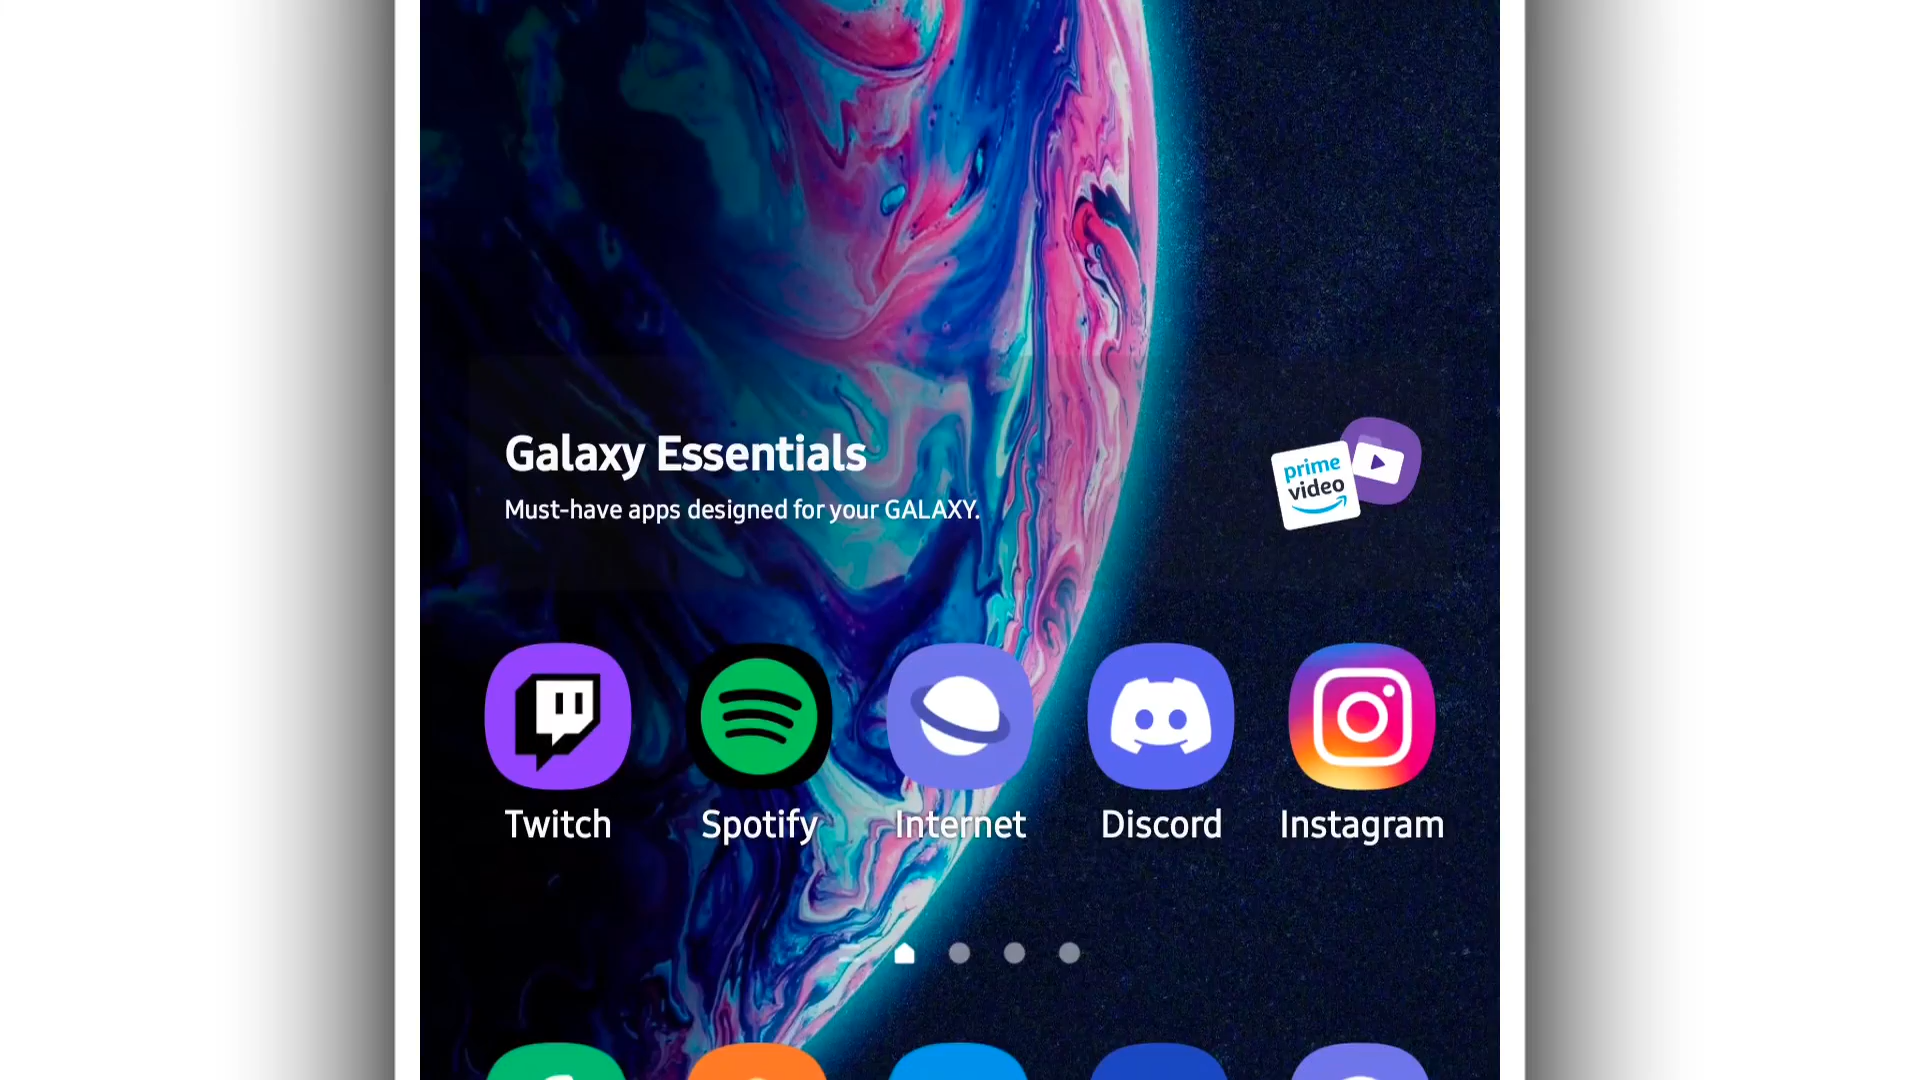 Galaxy Essentials
Must-have apps designed for your GALAXY.
prime
video
Twitch
Spotify
Internet
Discord
Instagram